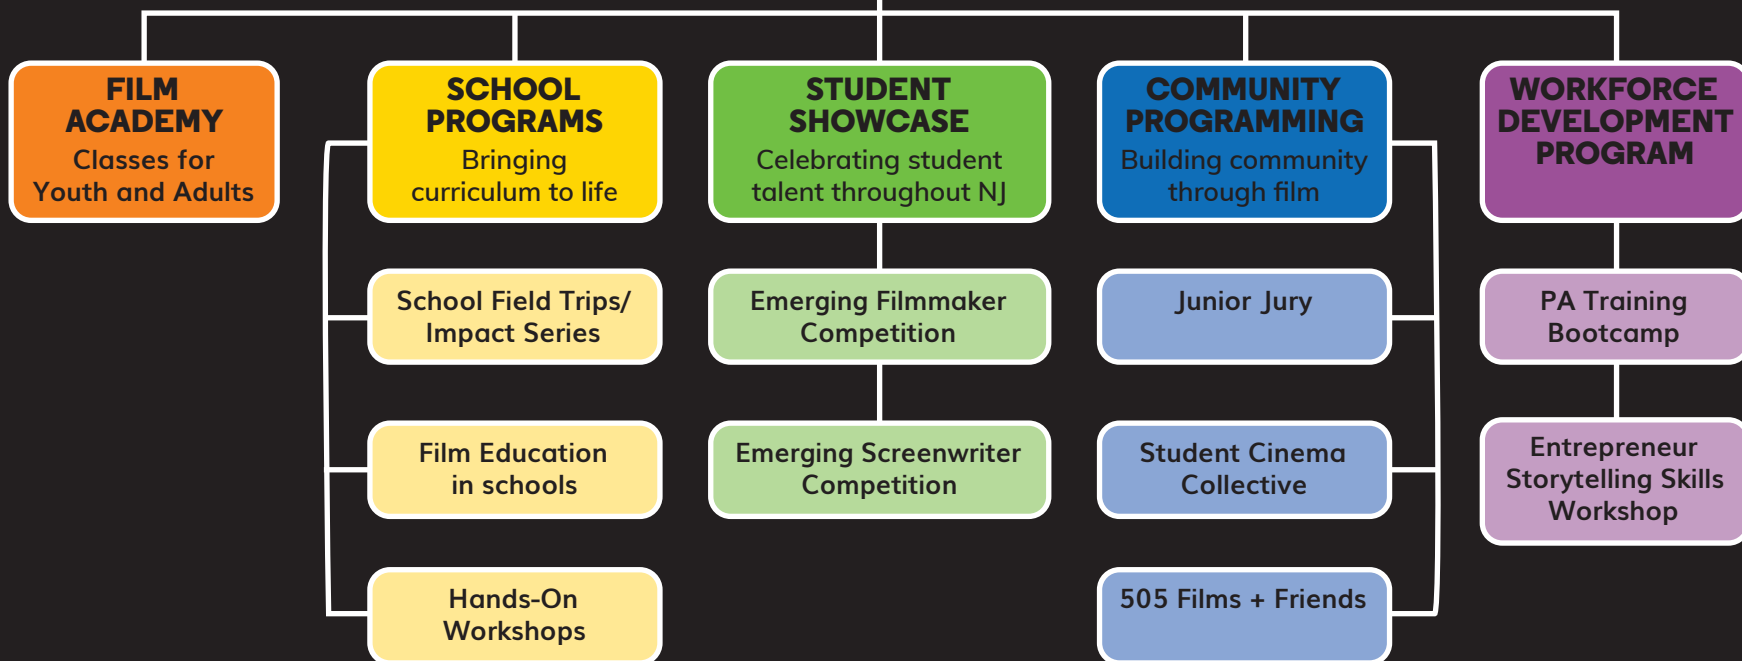 FILM
ACADEMY
Classes for
Youth and Adults
SCHOOL
PROGRAMS
Bringing
curriculum to life
School Field Trips/
Impact Series
Film Education
in schools
Hands-On
Workshops
STUDENT
SHOWCASE
Celebrating student
talent throughout NJ
Emerging Filmmaker
Competition
Emerging Screenwriter
Competition
COMMUNITY
PROGRAMMING
Building community
through film
Junior Jury
Student Cinema
Collective
505 Films + Friends
WORKFORCE
DEVELOPMENT
PROGRAM
PA Training
Bootcamp
Entrepreneur
Storytelling Skills
Workshop